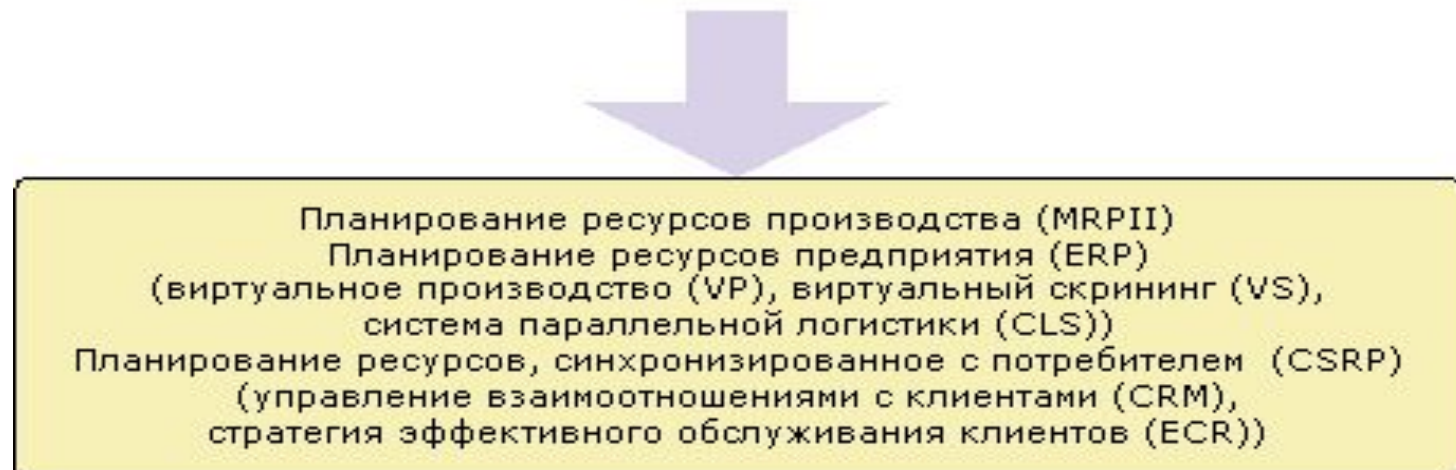 Планирование ресурсов производства (MRPII)
Планирование ресурсов предприятия (ERP)
(виртуальное производство (VP), виртуальный скрининг (VS),
система параллельной логистики (CLS))
Планирование ресурсов, синхронизированное с потребителем (CSRP)
(управление взаимоотношениями с клиентами (CRM),
стратегия эффективного обслуживания клиентов (ECR))